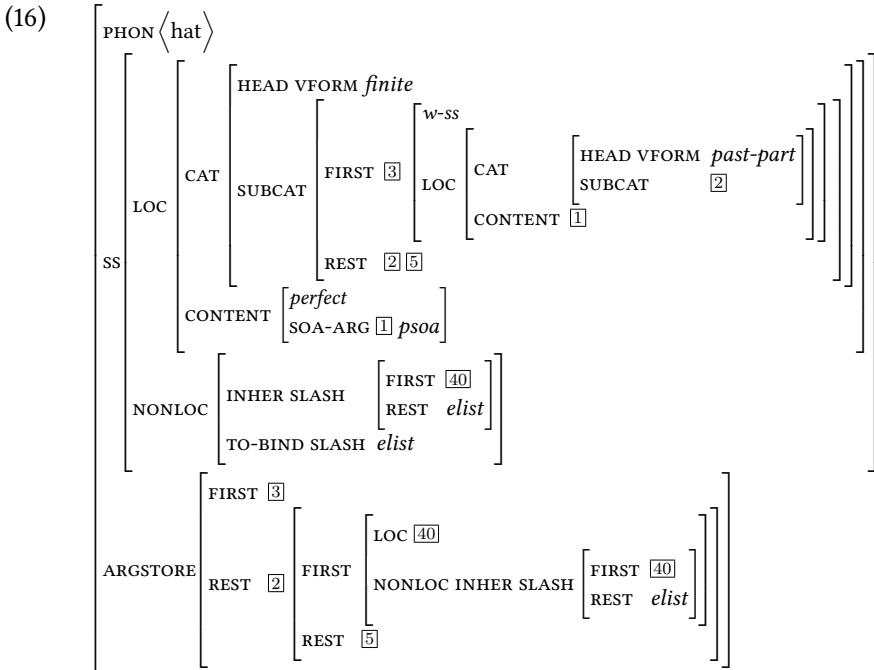 (16)
PHON ⟨hat⟩
HEAD VFORM finite
w-ss
HEAD VFORM past-part
CAT
FIRST 3
SUBCAT 2
CAT
SUBCAT
LOC
LOC
CONTENT 1
REST 2 5
SS
perfect
CONTENT
SOA-ARG 1 psoa
FIRST 40
INHER SLASH
REST elist
NONLOC
TO-BIND SLASH elist
FIRST 3
LOC 40
FIRST 40
ARGSTORE
REST 2
FIRST
NONLOC INHER SLASH
REST elist
REST 5